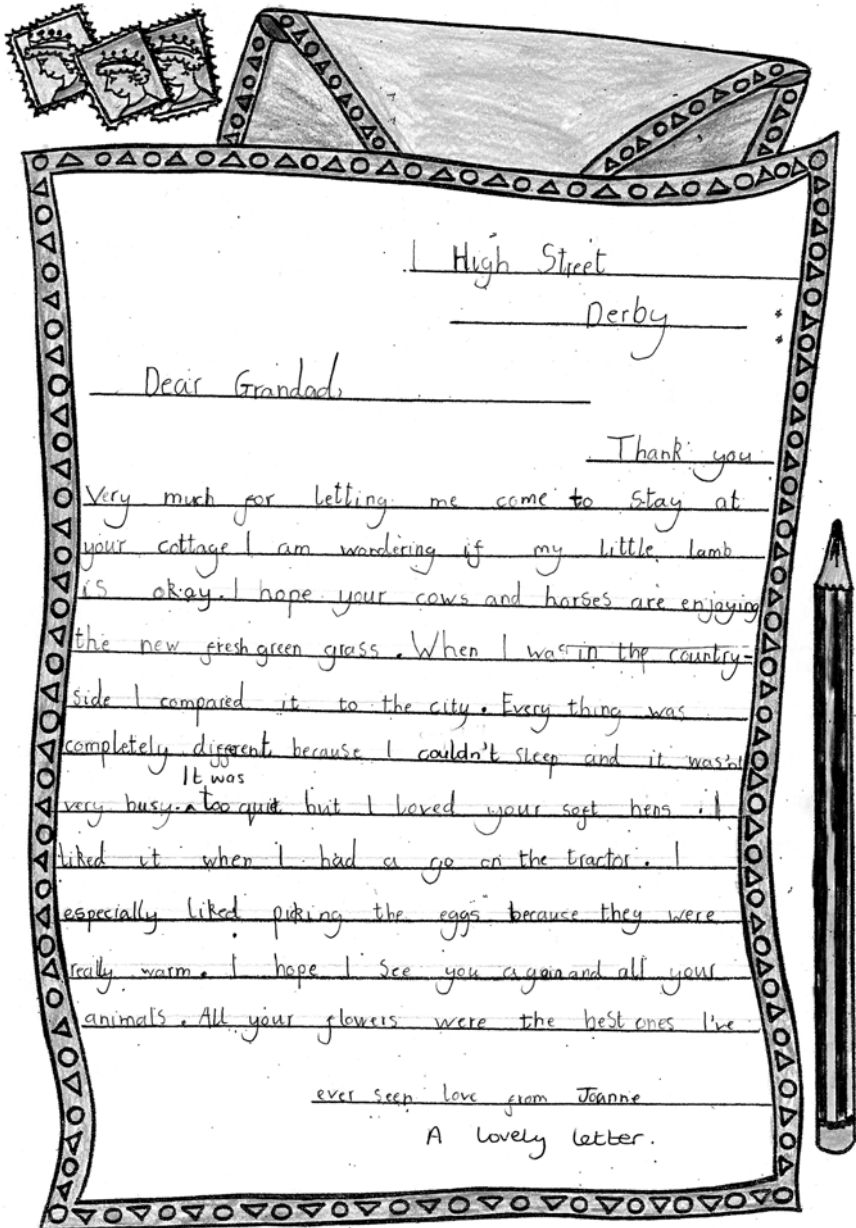 1 High Street
Derby
Dear Grandad,
Thank you
Very much for letting me come to stay at
your cottage I am wondering if my little lamb
is okay. I hope your cows and horses are enjoying
the new fresh green grass. When I was in the country-
side I compared it to the city. Every thing was
completely different because I couldn't sleep and it was'nt
It was
very busy. ^ too quit but I loved your soft hens. I
liked it when I had a go on the tractor. I
especially liked piking the eggs because they were
really warm. I hope I see you again and all your
animals. All your flowers were the best ones I've
ever seen love from Joanne
A lovely letter.